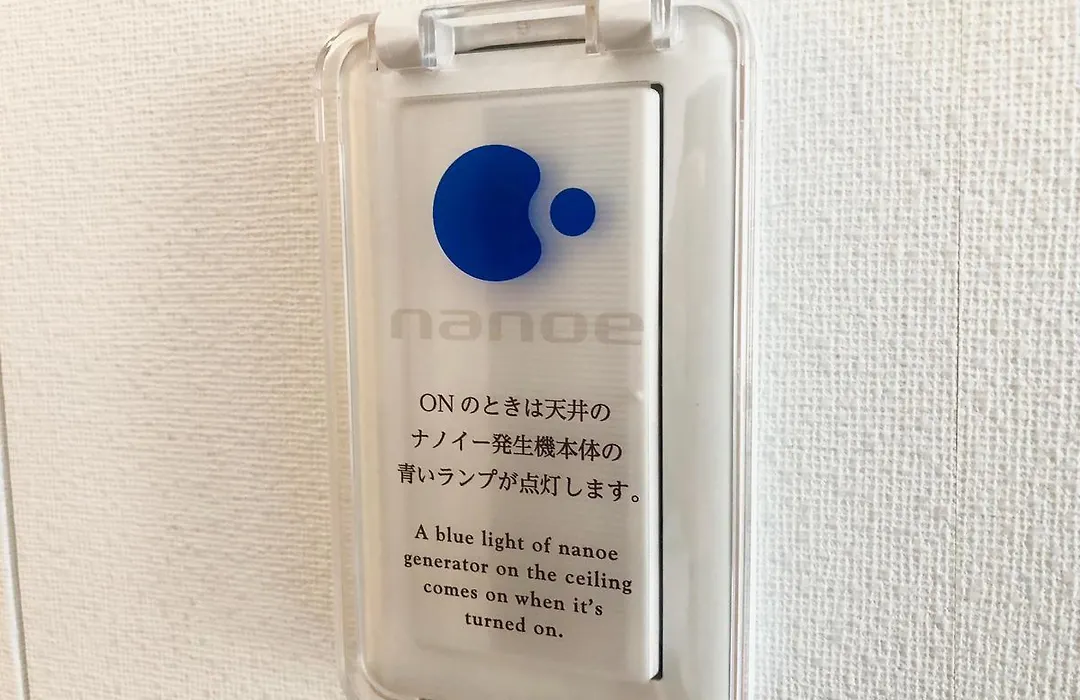 nanoe
ONのときは天井の
ナノイー発生機本体の
青いランプが点灯します。
A blue light of nanoe
generator on the ceiling
comes on when it’s
turned on.